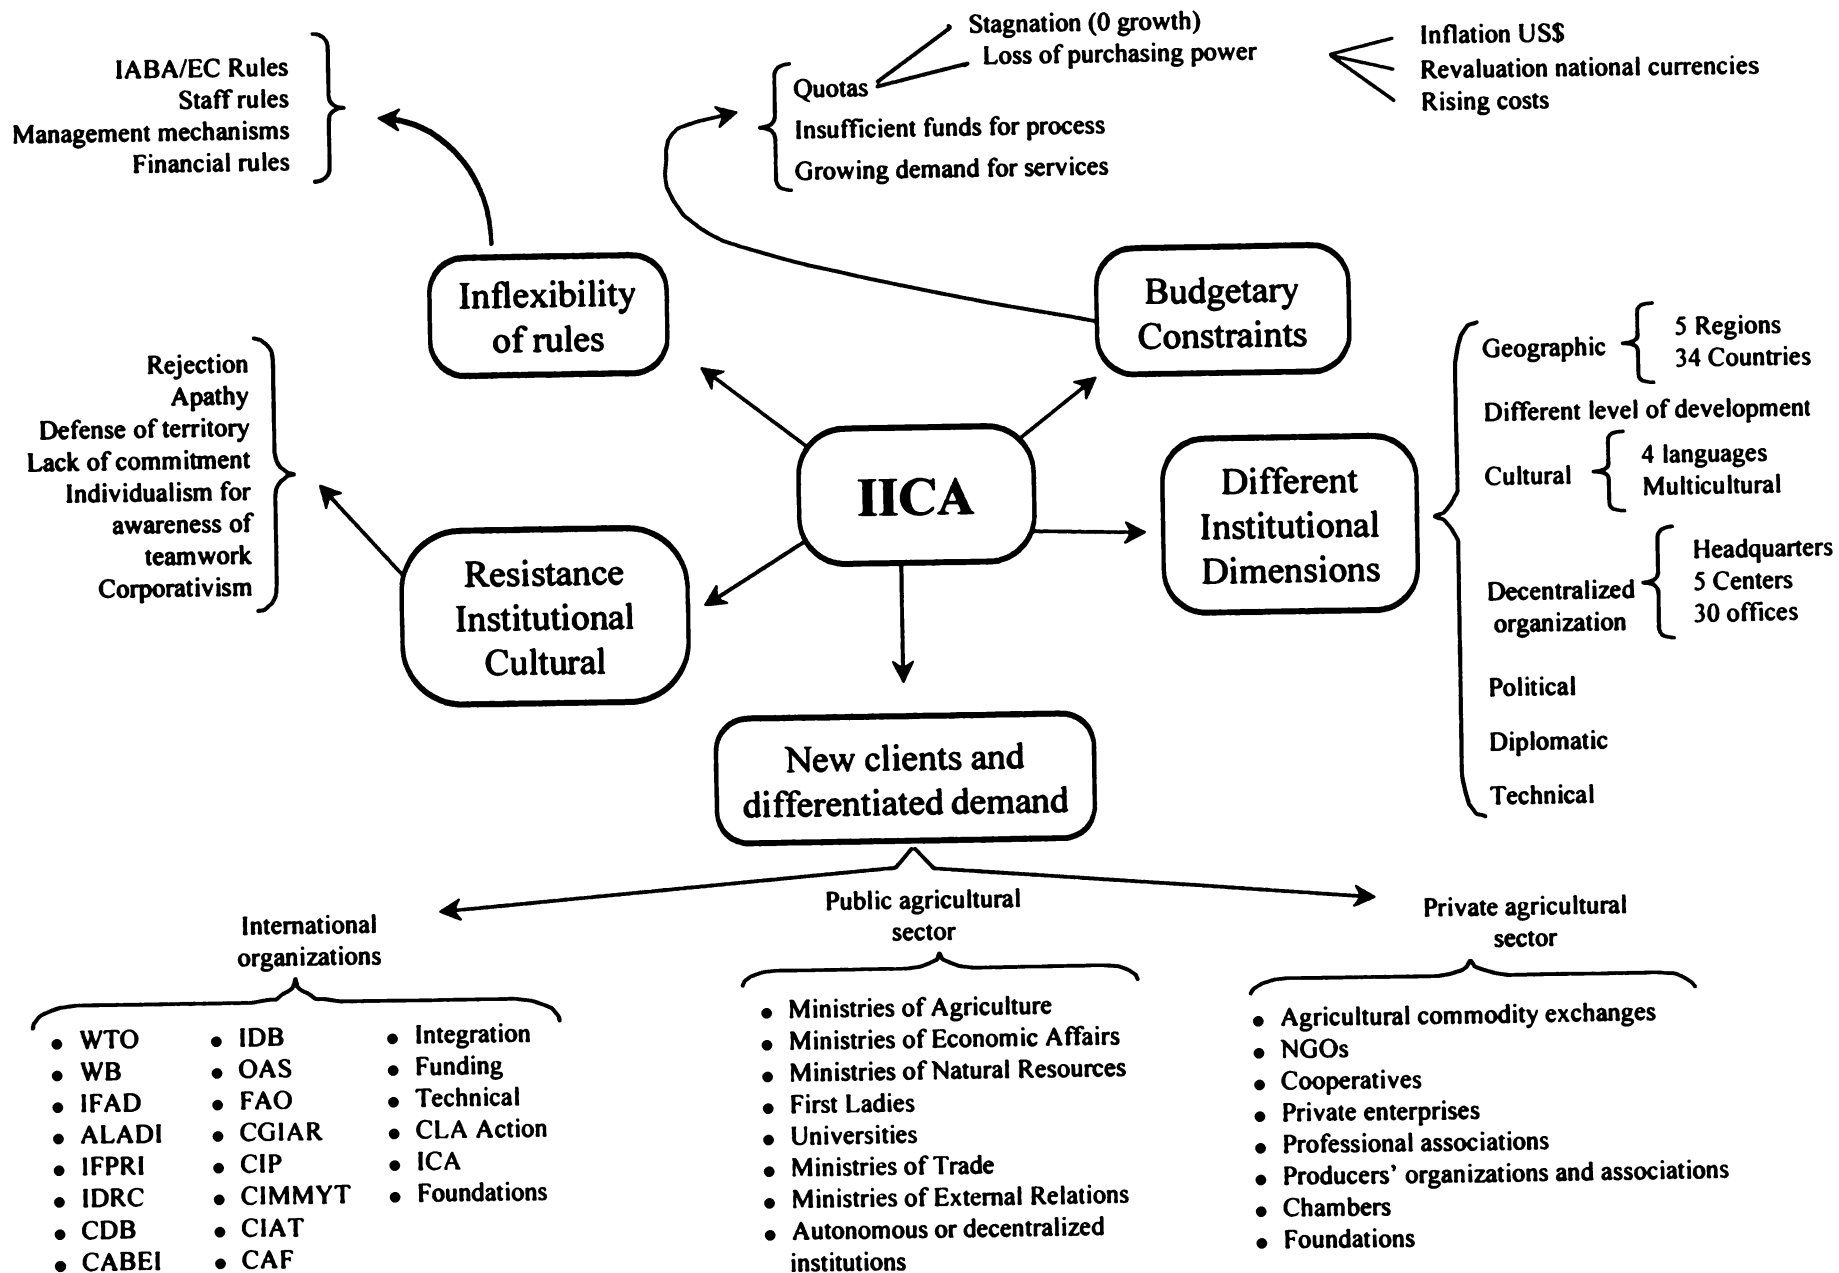 Stagnation (0 growth)
Loss of purchasing power
Inflation US$
Revaluation national currencies
Rising costs
Quotas
Insufficient funds for process
Growing demand for services
IABA/EC Rules
Staff rules
Management mechanisms
Financial rules
Inflexibility
of rules
Budgetary
Constraints
Rejection
Apathy
Defense of territory
Lack of commitment
Individualism for
awareness of
teamwork
Corporativism
IICA
Resistance
Institutional
Cultural
Different
Institutional
Dimensions
Geographic
5 Regions
34 Countries
Different level of development
Cultural
4 languages
Multicultural
Decentralized
organization
Headquarters
5 Centers
30 offices
Political
Diplomatic
Technical
New clients and
differentiated demand
International
organizations
• WTO
• WB
• IFAD
• ALADI
• IFPRI
• IDRC
• CDB
• CABEI
• IDB
• OAS
• FAO
• CGIAR
• CIP
• CIMMYT
• CIAT
• CAF
• Integration
• Funding
• Technical
• CLA Action
• ICA
• Foundations
Public agricultural
sector
• Ministries of Agriculture
• Ministries of Economic Affairs
• Ministries of Natural Resources
• First Ladies
• Universities
• Ministries of Trade
• Ministries of External Relations
• Autonomous or decentralized
institutions
Private agricultural
sector
• Agricultural commodity exchanges
• NGOs
• Cooperatives
• Private enterprises
• Professional associations
• Producers' organizations and associations
• Chambers
• Foundations